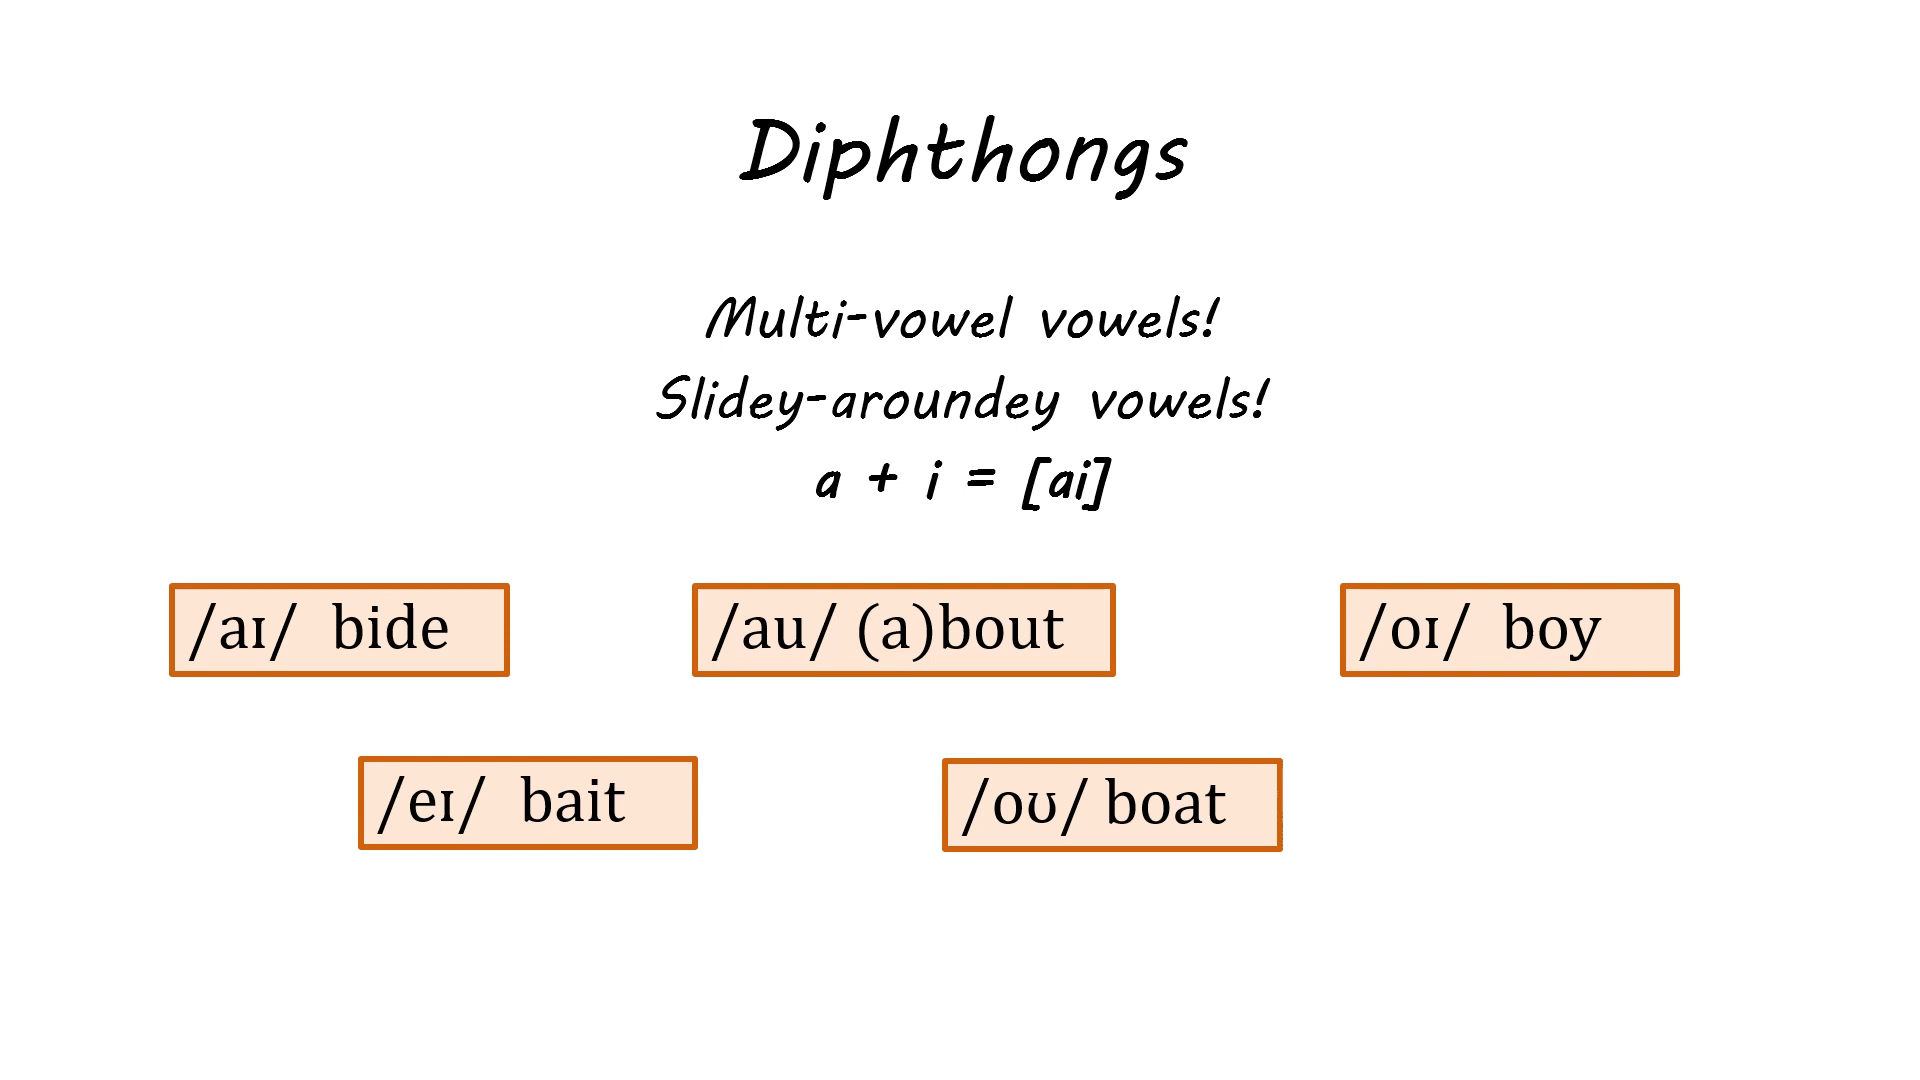 Diphthongs
Multi-vowel vowels!
Slidey-aroundey vowels!
a + i = [ai]
/aɪ/ bide
/au/ (a)bout
/oɪ/ boy
/eɪ/ bait
/oʊ/ boat